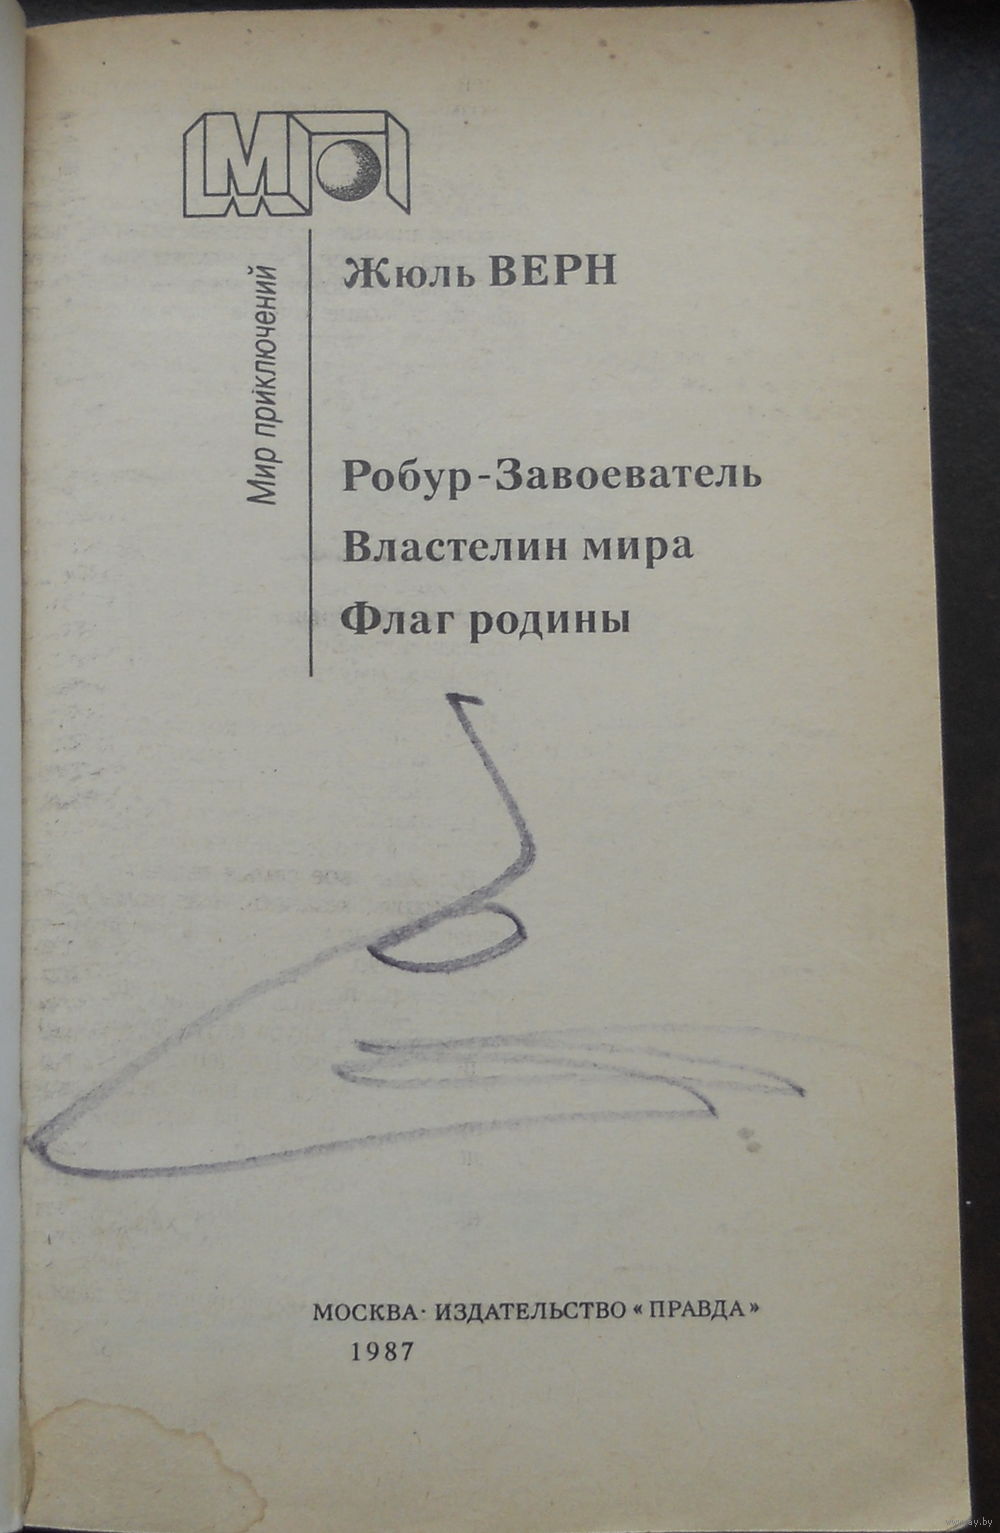 МП
Жюль ВЕРН
Мир приключений
Робур-Завоеватель
Властелин мира
Флаг родины
МОСКВА· ИЗДАТЕЛЬСТВО «ПРАВДА»
1987